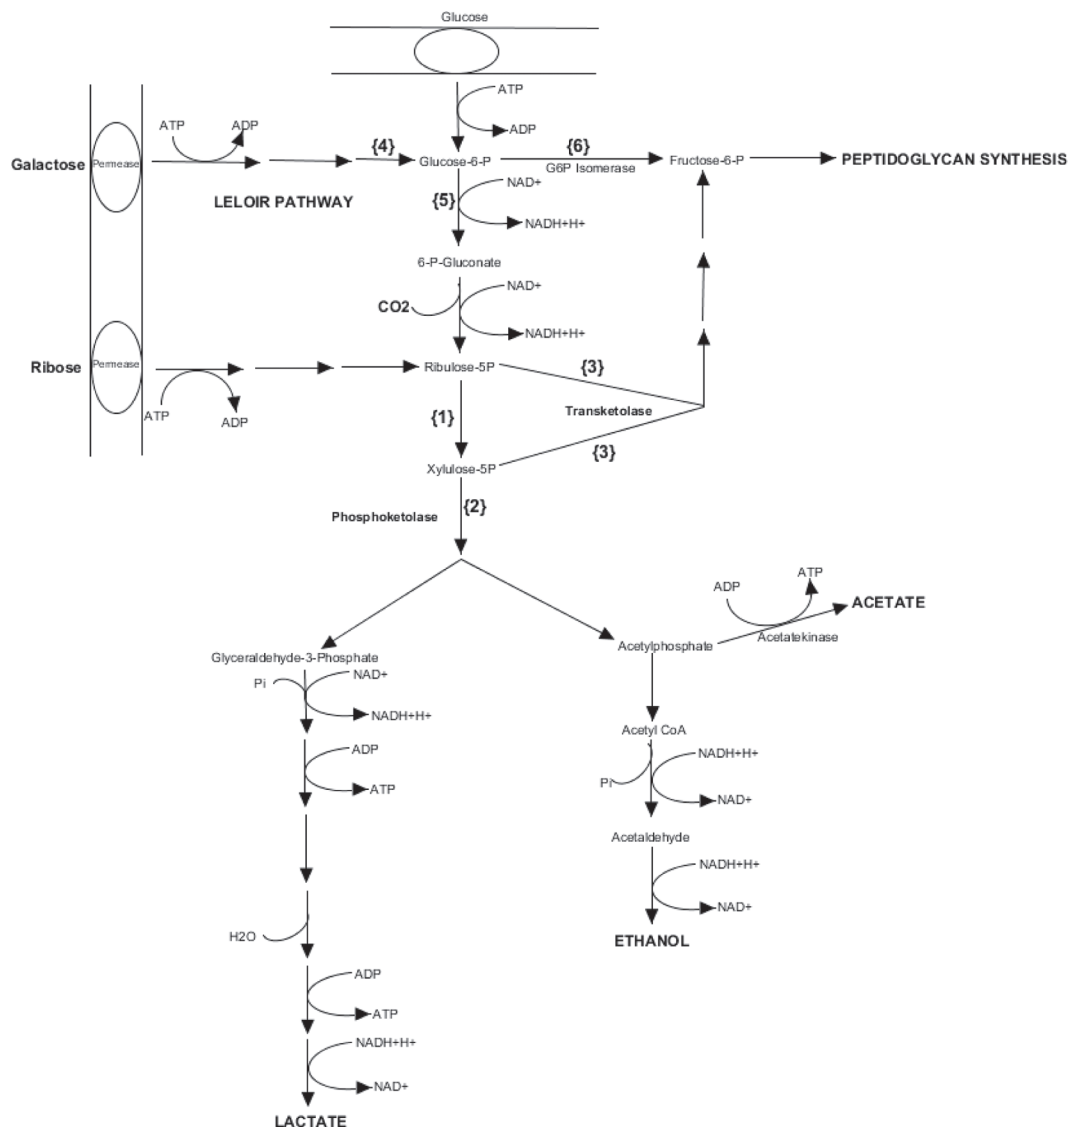 Glucose
ATP
ADP
ATP
ADP
{4}
{6}
Galactose
Permease
Glucose-6-P
G6P Isomerase
Fructose-6-P
PEPTIDOGLYCAN SYNTHESIS
LELOIR PATHWAY
{5}
NAD+
NADH+H+
6-P-Gluconate
CO2
NAD+
NADH+H+
Ribose
Permease
ATP
ADP
Ribulose-5P
{3}
{1}
Transketolase
{3}
Xylulose-5P
Phosphoketolase
{2}
ADP
ATP
ACETATE
Acetatekinase
Glyceraldehyde-3-Phosphate
Acetylphosphate
Pi
NAD+
NADH+H+
Acetyl CoA
ADP
ATP
Pi
NADH+H+
NAD+
Acetaldehyde
NADH+H+
NAD+
H2O
ETHANOL
ADP
ATP
NADH+H+
NAD+
LACTATE